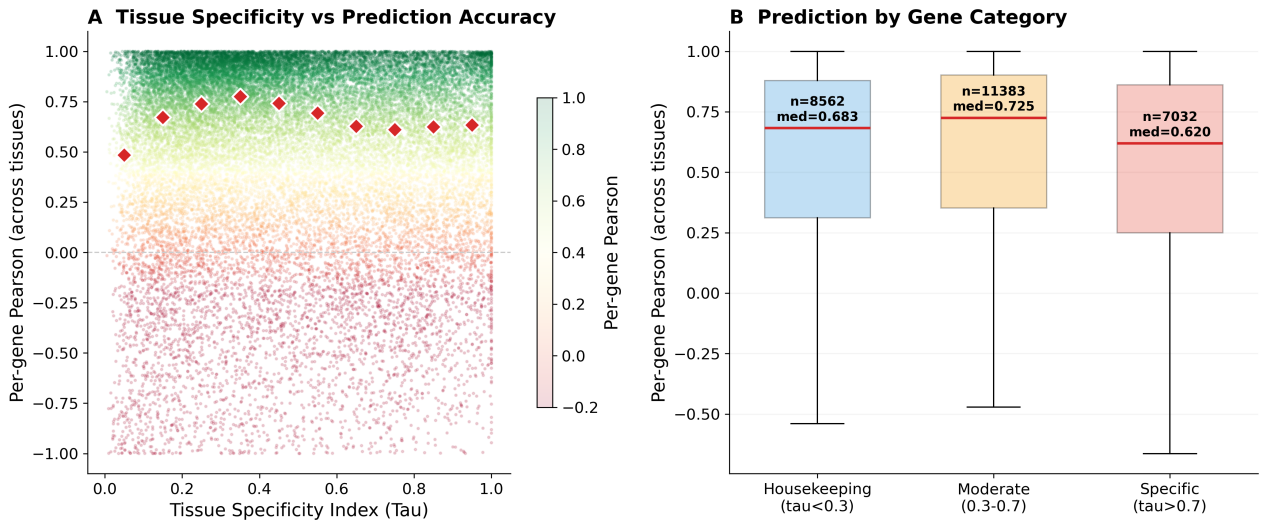 A Tissue Specificity vs Prediction Accuracy
1.00
0.75
0.50
0.25
0.00
−0.25
−0.50
−0.75
−1.00
Per-gene Pearson (across tissues)
0.0
0.2
0.4
0.6
0.8
1.0
Tissue Specificity Index (Tau)
1.0
0.8
0.6
0.4
0.2
0.0
−0.2
Per-gene Pearson
B Prediction by Gene Category
1.00
0.75
0.50
0.25
0.00
−0.25
−0.50
Per-gene Pearson (across tissues)
n=8562
med=0.683
n=11383
med=0.725
n=7032
med=0.620
Housekeeping
(tau<0.3)
Moderate
(0.3-0.7)
Specific
(tau>0.7)